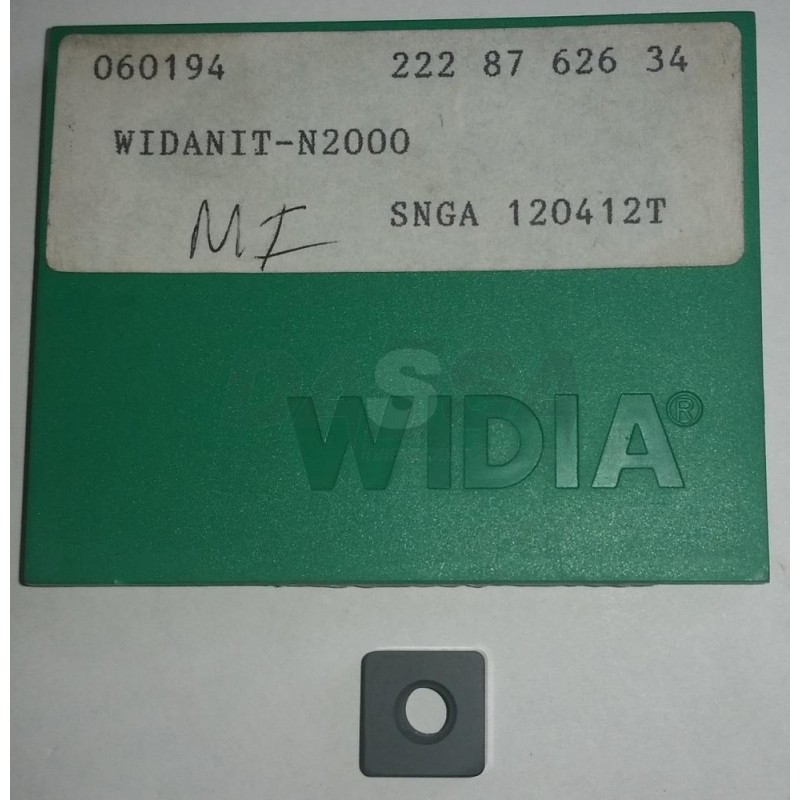 060194 222 87 626 34
WIDANIT-N2000
MI SNGA 120412T
WIDIA®